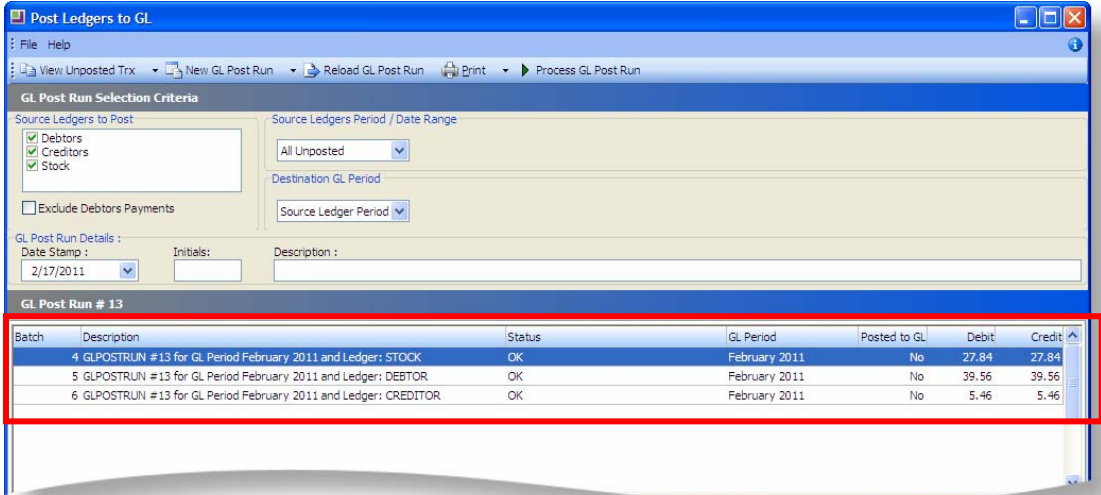 Post Ledgers to GL
File Help
View Unposted Trx New GL Post Run Reload GL Post Run Print Process GL Post Run
GL Post Run Selection Criteria
Source Ledgers to Post Source Ledgers Period / Date Range
Debtors
Creditors
Stock
All Unposted
Destination GL Period
Exclude Debtors Payments
Source Ledger Period
GL Post Run Details :
Date Stamp : Initials: Description :
2/17/2011
GL Post Run # 13
Batch Description Status GL Period Posted to GL Debit Credit
4 GLPOSTRUN #13 for GL Period February 2011 and Ledger: STOCK OK February 2011 No 27.84 27.84
5 GLPOSTRUN #13 for GL Period February 2011 and Ledger: DEBTOR OK February 2011 No 39.56 39.56
6 GLPOSTRUN #13 for GL Period February 2011 and Ledger: CREDITOR OK February 2011 No 5.46 5.46